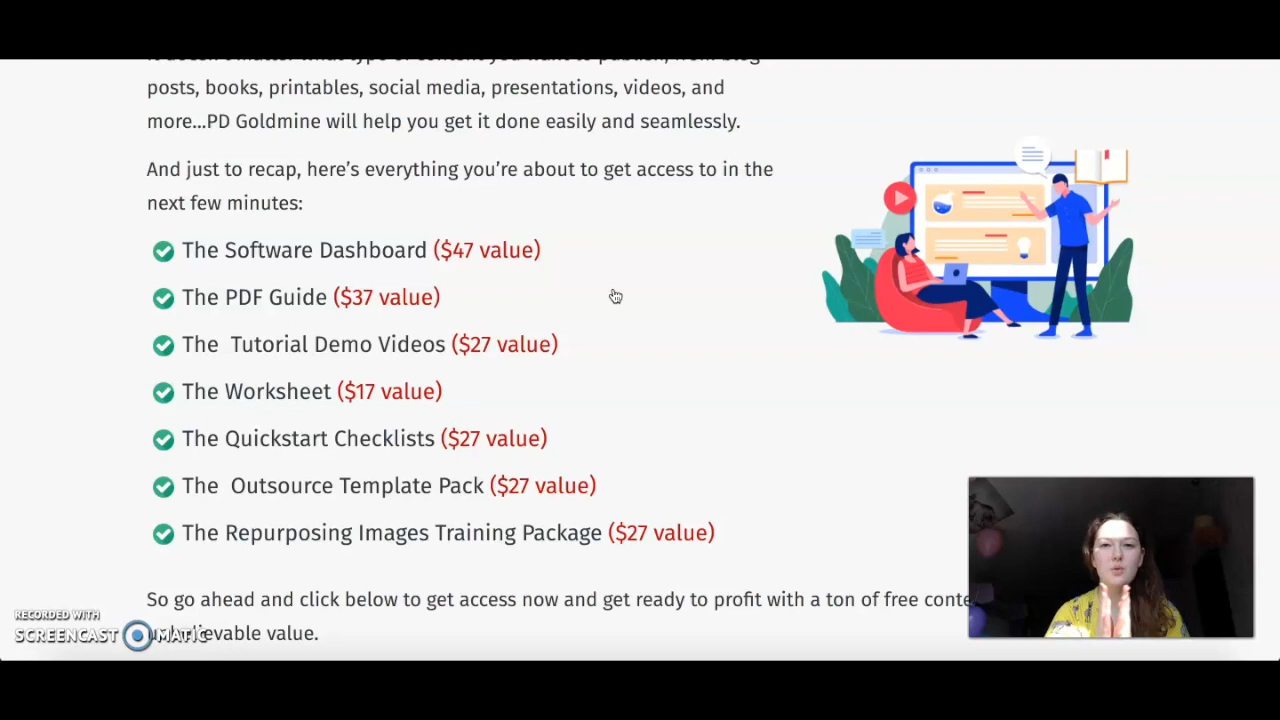 posts, books, printables, social media, presentations, videos, and
more...PD Goldmine will help you get it done easily and seamlessly.
And just to recap, here's everything you're about to get access to in the
next few minutes:
The Software Dashboard ($47 value)
The PDF Guide ($37 value)
The Tutorial Demo Videos ($27 value)
The Worksheet ($17 value)
The Quickstart Checklists ($27 value)
The Outsource Template Pack ($27 value)
The Repurposing Images Training Package ($27 value)
So go ahead and click below to get access now and get ready to profit with a ton of free
value.
RECORDED WITH
SCREENCAST MATIC